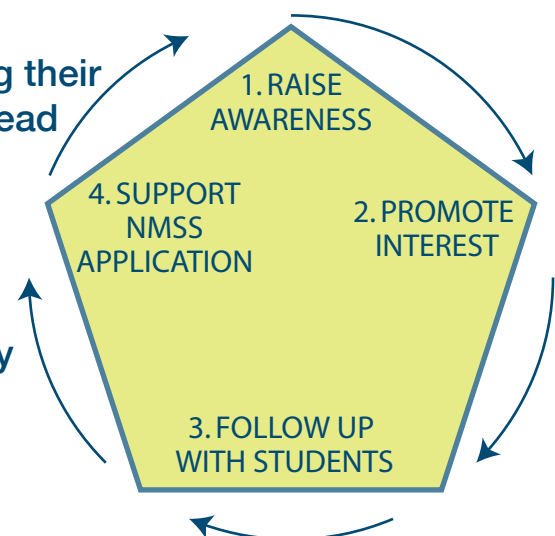 g their
ead
y
1. RAISE
AWARENESS
2. PROMOTE
INTEREST
3. FOLLOW UP
WITH STUDENTS
4. SUPPORT
NMSS
APPLICATION